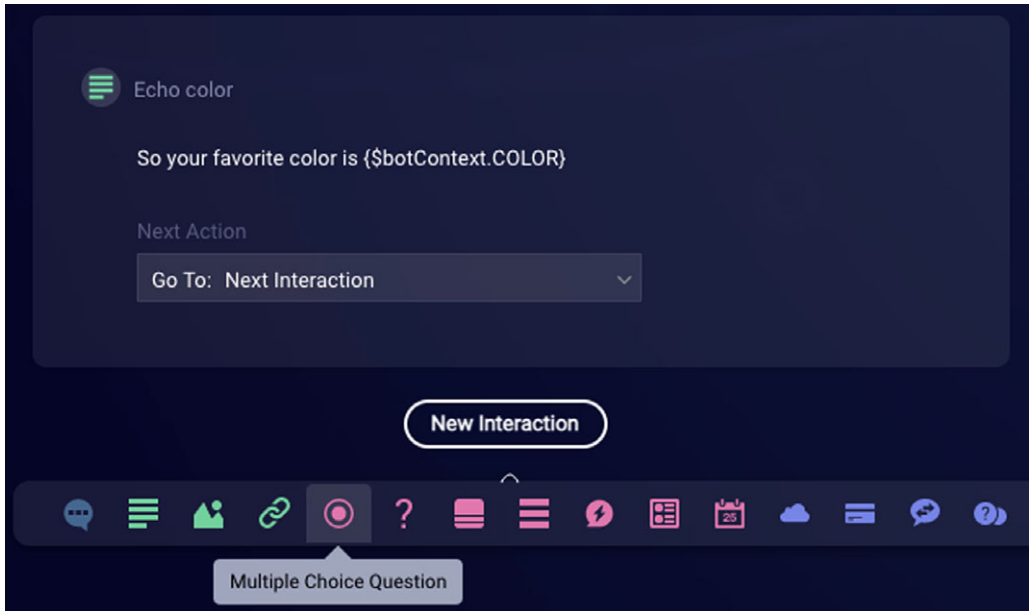 Echo color
So your favorite color is {$botContext.COLOR}
Next Action
Go To: Next Interaction
New Interaction
?
25
?
Multiple Choice Question